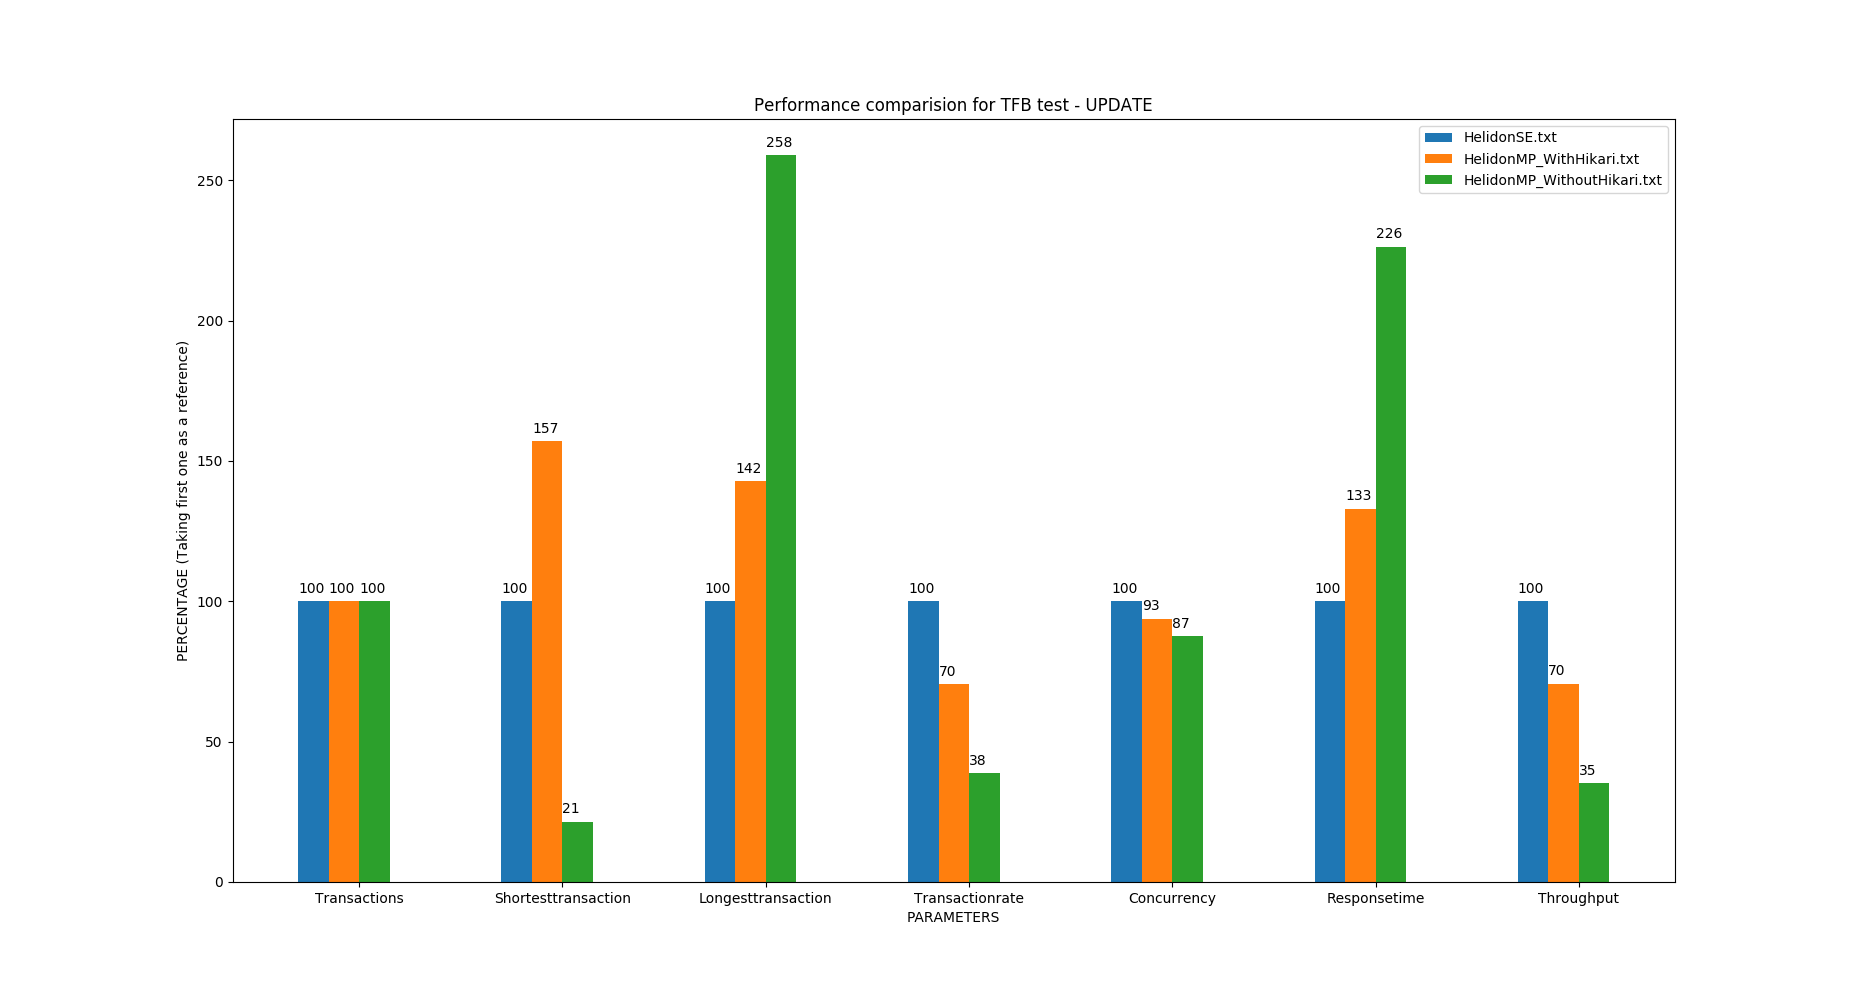 Performance comparision for TFB test - UPDATE
HelidonSE.txt
HelidonMP_WithHikari.txt
HelidonMP_WithoutHikari.txt
PERCENTAGE (Taking first one as a reference)
250
200
150
100
50
0
100 100 100
100 157 21
100 142 258
100 70 38
100 93 87
100 133 226
100 70 35
Transactions Shortesttransaction Longesttransaction Transactionrate Concurrency Responsetime Throughput
PARAMETERS